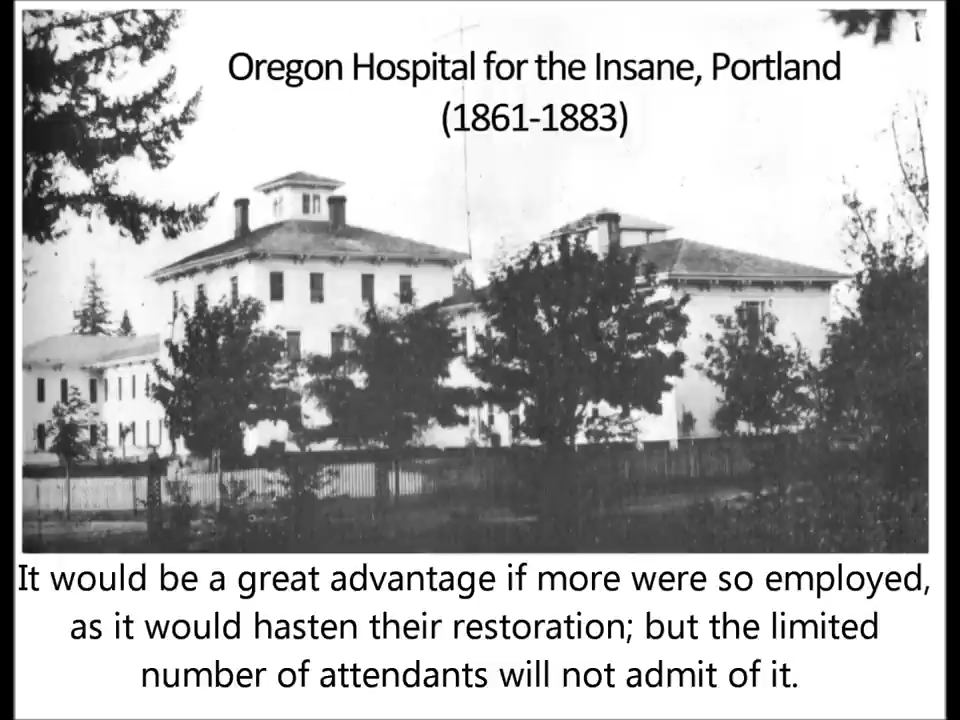 Oregon Hospital for the Insane, Portland
(1861-1883)
It would be a great advantage if more were so employed,
as it would hasten their restoration; but the limited
number of attendants will not admit of it.